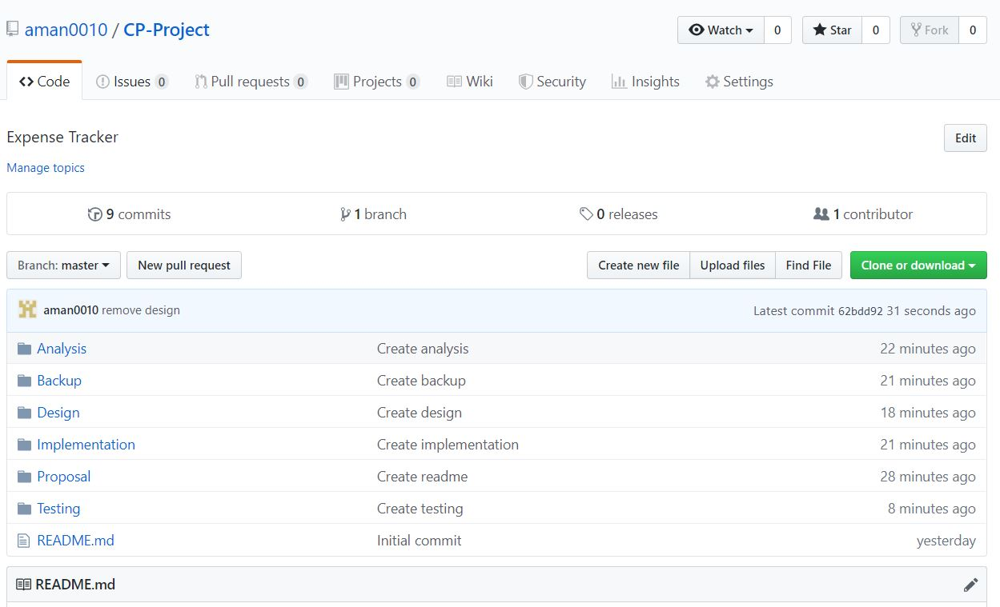 aman0010 / CP-Project Watch 0 Star 0 Fork 0
Code Issues 0 Pull requests 0 Projects 0 Wiki Security Insights Settings
Expense Tracker Edit
Manage topics
9 commits 1 branch 0 releases 1 contributor
Branch: master New pull request Create new file Upload files Find File Clone or download
aman0010 remove design Latest commit 62bdd92 31 seconds ago
Analysis Create analysis 22 minutes ago
Backup Create backup 21 minutes ago
Design Create design 18 minutes ago
Implementation Create implementation 21 minutes ago
Proposal Create readme 28 minutes ago
Testing Create testing 8 minutes ago
README.md Initial commit yesterday
README.md